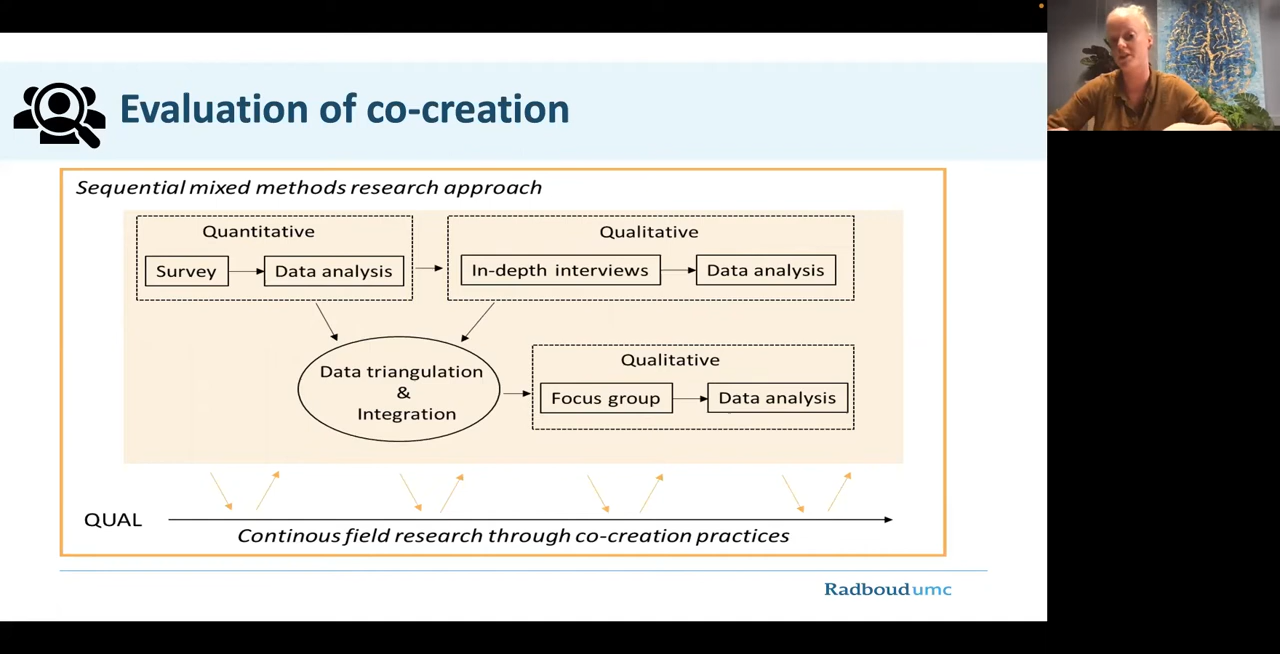 Evaluation of co-creation
Sequential mixed methods research approach
Quantitative
Survey
Data analysis
Qualitative
In-depth interviews
Data analysis
Data triangulation
&
Integration
Qualitative
Focus group
Data analysis
QUAL
Continous field research through co-creation practices
Radboudumc